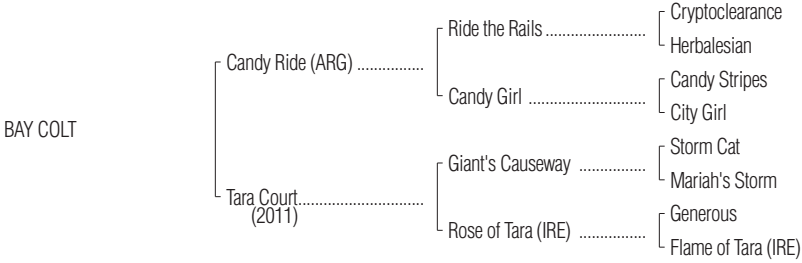 Cryptoclearance
Ride the Rails ........................
Herbalesian
Candy Ride (ARG) ................
Candy Stripes
Candy Girl ............................
City Girl
BAY COLT
Storm Cat
Giant's Causeway ................
Mariah's Storm
Tara Court..............................
(2011)
Generous
Rose of Tara (IRE) ................
Flame of Tara (IRE)